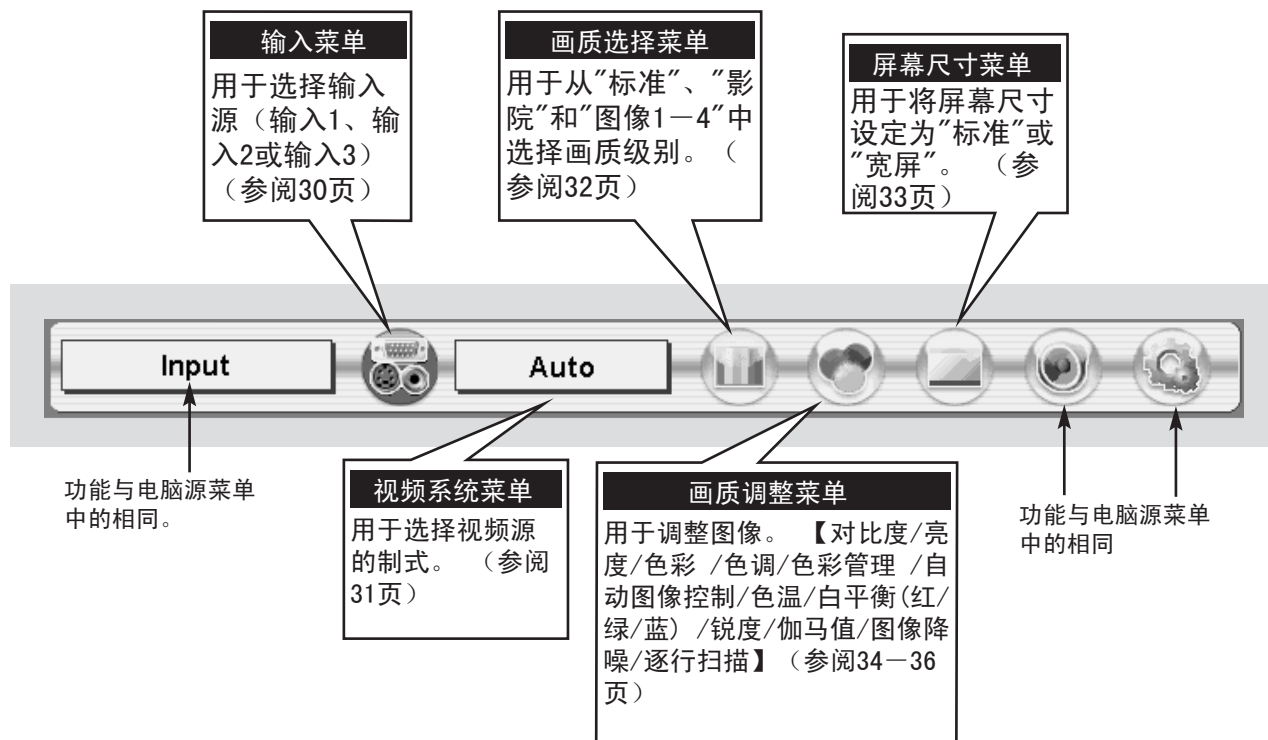 输入菜单
用于选择输入
源（输入1、输
入2或输入3）
（参阅30页）
画质选择菜单
用于从"标准"、"影
院"和"图像1－4"中
选择画质级别。（
参阅32页）
屏幕尺寸菜单
用于将屏幕尺寸
设定为"标准"或
"宽屏"。 （参
阅33页）
Input
Auto
功能与电脑源菜单
中的相同。
视频系统菜单
用于选择视频源
的制式。 （参阅
31页）
画质调整菜单
用于调整图像。 【对比度/亮
度/色彩 /色调/色彩管理 /自
动图像控制/色温/白平衡(红/
绿/蓝) /锐度/伽马值/图像降
噪/逐行扫描】（参阅34－36
页）
功能与电脑源菜单
中的相同